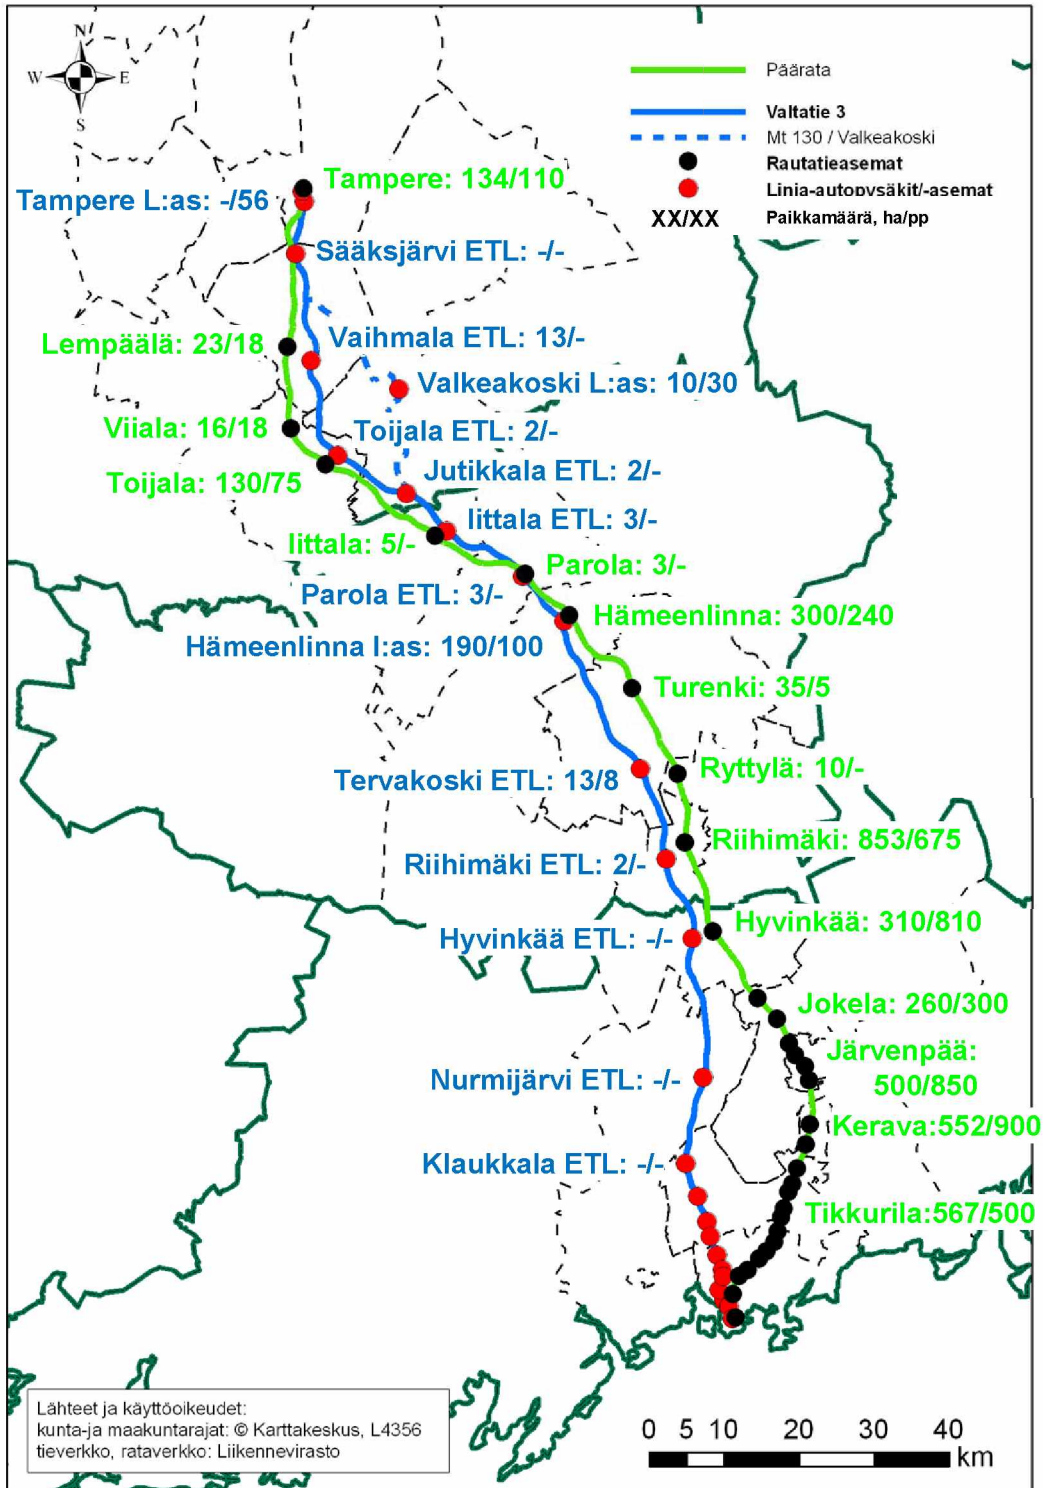 N
W E
S
Päärata
Valtatie 3
Mt 130 / Valkeakoski
Rautatieasemat
Linja-autopysäkit/-asemat
XX/XX Paikkamäärä, ha/pp
Tampere: 134/110
Tampere L:as: -/56
Sääksjärvi ETL: -/-
Vaihmala ETL: 13/-
Lempäälä: 23/18
Valkeakoski L:as: 10/30
Viiala: 16/18
Toijala ETL: 2/-
Toijala: 130/75
Jutikkala ETL: 2/-
Iittala ETL: 3/-
Iittala: 5/-
Parola: 3/-
Parola ETL: 3/-
Hämeenlinna: 300/240
Hämeenlinna l:as: 190/100
Turenki: 35/5
Ryttylä: 10/-
Tervakoski ETL: 13/8
Riihimäki: 853/675
Riihimäki ETL: 2/-
Hyvinkää: 310/810
Hyvinkää ETL: -/-
Jokela: 260/300
Järvenpää:
500/850
Nurmijärvi ETL: -/-
Kerava:552/900
Klaukkala ETL: -/-
Tikkurila:567/500
Lähteet ja käyttöoikeudet:
kunta-ja maakuntarajat: © Karttakeskus, L4356
tieverkko, rataverkko: Liikennevirasto
0 10 20 30 40
km